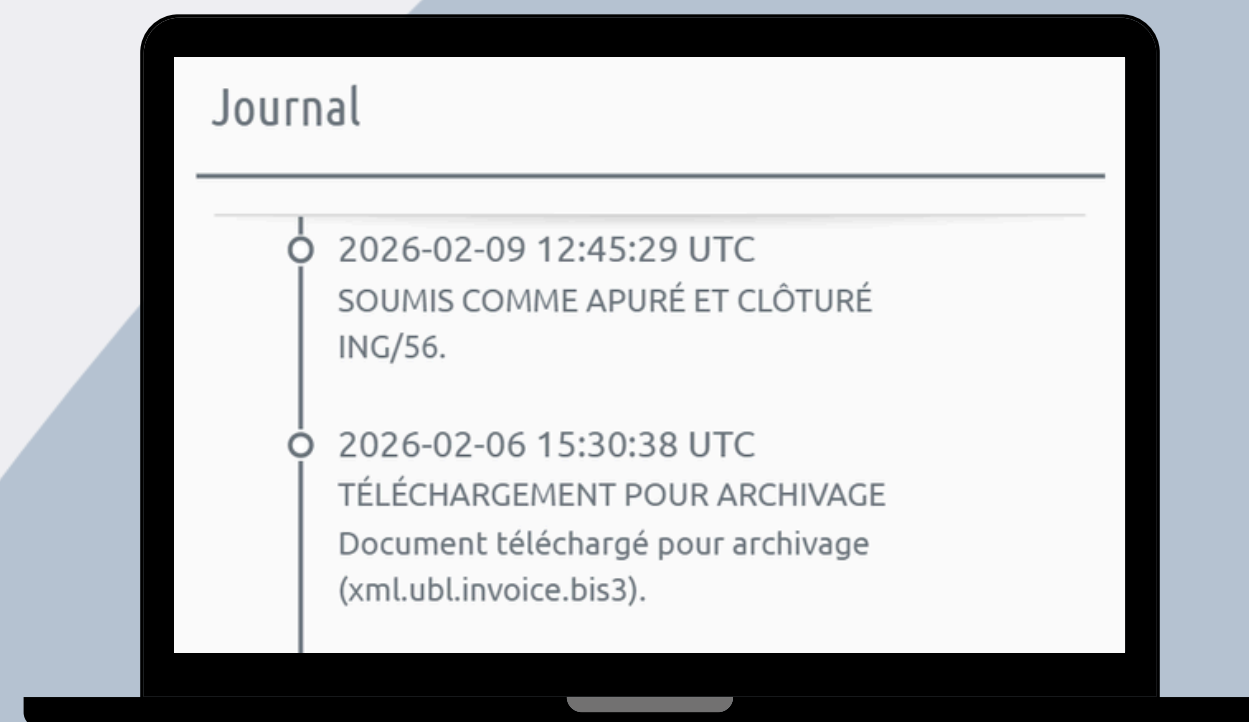 Journal
2026-02-09 12:45:29 UTC
SOUMIS COMME APURÉ ET CLÔTURÉ
ING/56.
2026-02-06 15:30:38 UTC
TÉLÉCHARGEMENT POUR ARCHIVAGE
Document téléchargé pour archivage
(xml.ubl.invoice.bis3).